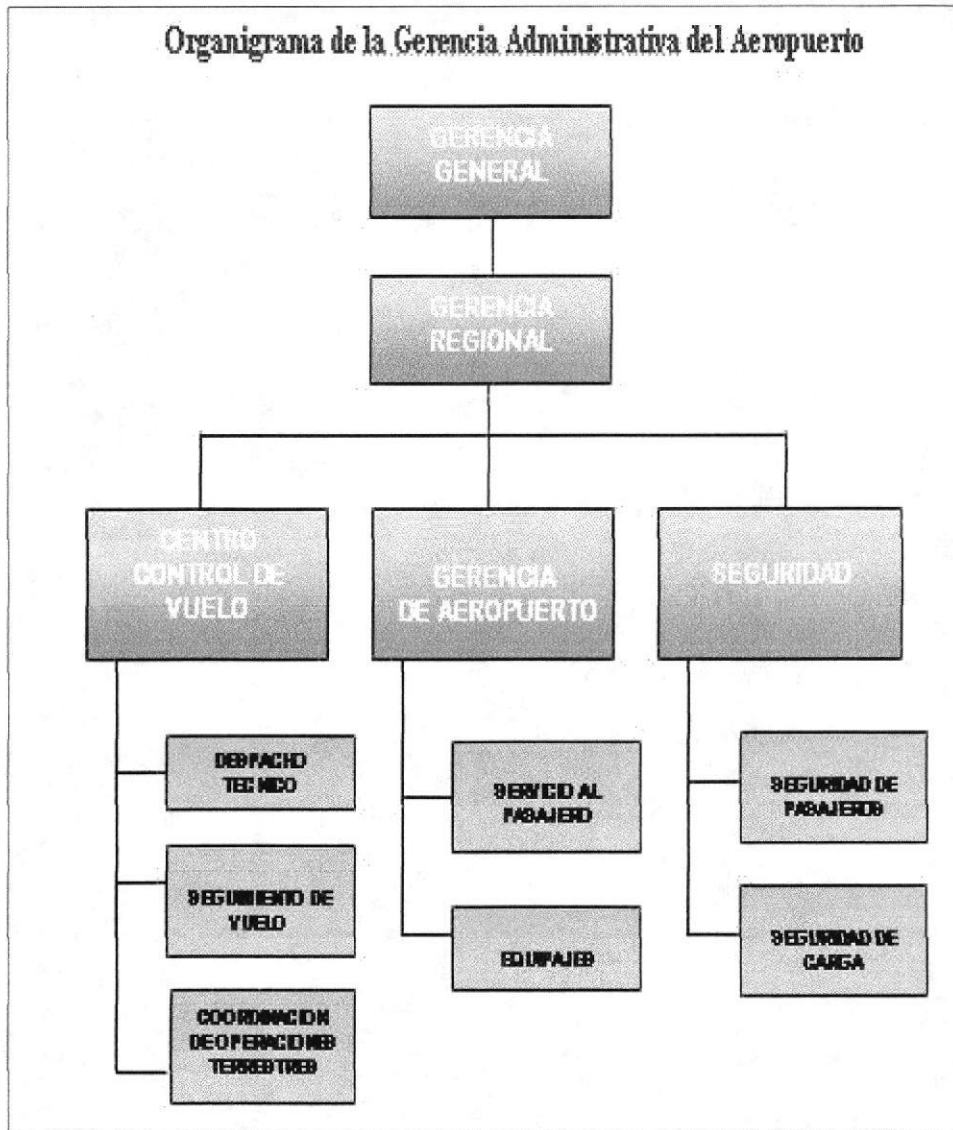 Organigrama de la Gerencia Administrativa del Aeropuerto
GERENCIA
GENERAL
GERENCIA
REGIONAL
CENTRO
CONTROL DE
VUELO
GERENCIA
DE AEROPUERTO
SEGURIDAD
DESPACHO
TECNICO
SEGUIMIENTO DE
VUELO
COORDINACION
DE OPERACIONES
TERRESTRES
SERVICIO AL
PASAJERO
EQUIPAJES
SEGURIDAD DE
PASAJEROS
SEGURIDAD DE
CARGA